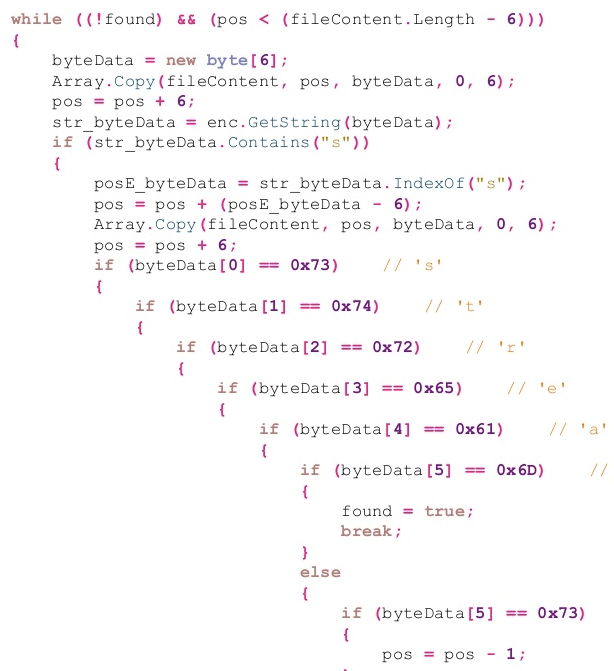 while ((!found) && (pos < (fileContent.Length - 6)))
{
byteData = new byte[6];
Array.Copy(fileContent, pos, byteData, 0, 6);
pos = pos + 6;
str_byteData = enc.GetString(byteData);
if (str_byteData.Contains("s"))
{
posE_byteData = str_byteData.IndexOf("s");
pos = pos + (posE_byteData - 6);
Array.Copy(fileContent, pos, byteData, 0, 6);
pos = pos + 6;
if (byteData[0] == 0x73) // 's'
{
if (byteData[1] == 0x74) // 't'
{
if (byteData[2] == 0x72) // 'r'
{
if (byteData[3] == 0x65) // 'e'
{
if (byteData[4] == 0x61) // 'a'
{
if (byteData[5] == 0x6D) //
{
found = true;
break;
}
else
{
if (byteData[5] == 0x73)
{
pos = pos - 1;